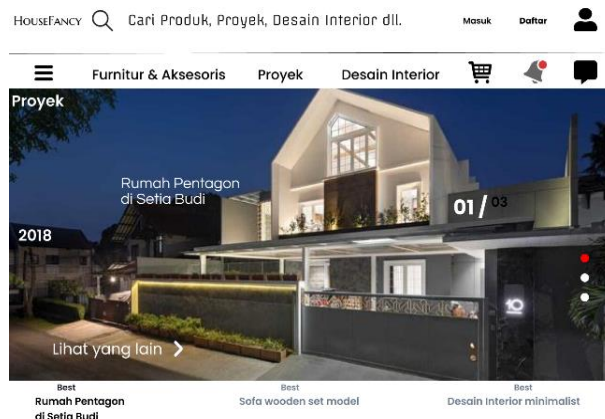 HOUSEFANCY Cari Produk, Proyek, Desain Interior dll. Masuk Daftar
Furnitur & Aksesoris Proyek Desain Interior
Proyek
Rumah Pentagon
di Setia Budi
01 / 03
2018
10
Lihat yang lain
Best
Rumah Pentagon
di Setia Budi
Best
Sofa wooden set model
Best
Desain Interior minimalist